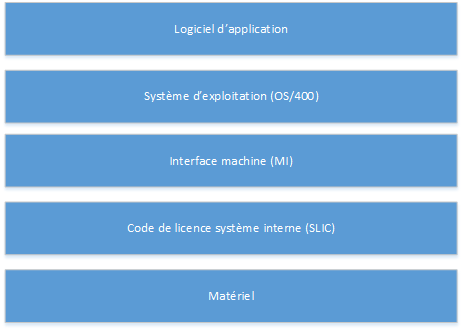 Logiciel d'application
Système d'exploitation (OS/400)
Interface machine (MI)
Code de licence système interne (SLIC)
Matériel